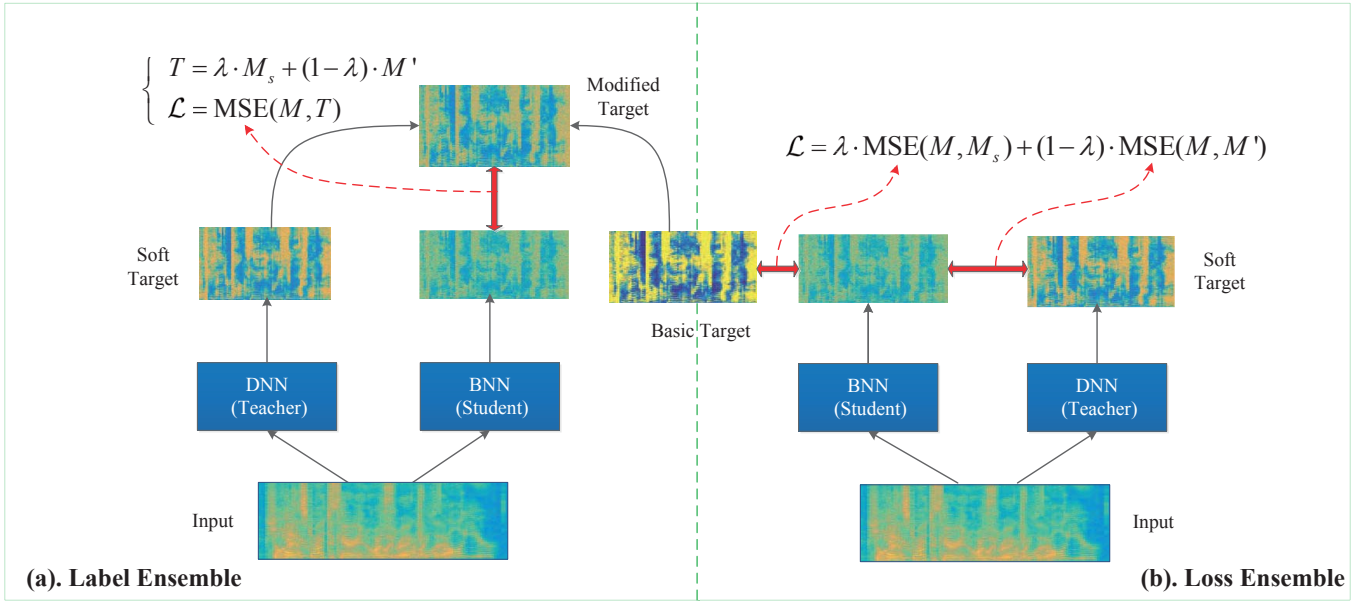 T = λ · M_s + (1−λ) · M '
ℒ = MSE(M, T)
Modified
Target
ℒ = λ · MSE(M, M_s) + (1−λ) · MSE(M, M')
Soft
Target
Soft
Target
Basic Target
DNN
(Teacher)
BNN
(Student)
BNN
(Student)
DNN
(Teacher)
Input
Input
(a). Label Ensemble
(b). Loss Ensemble